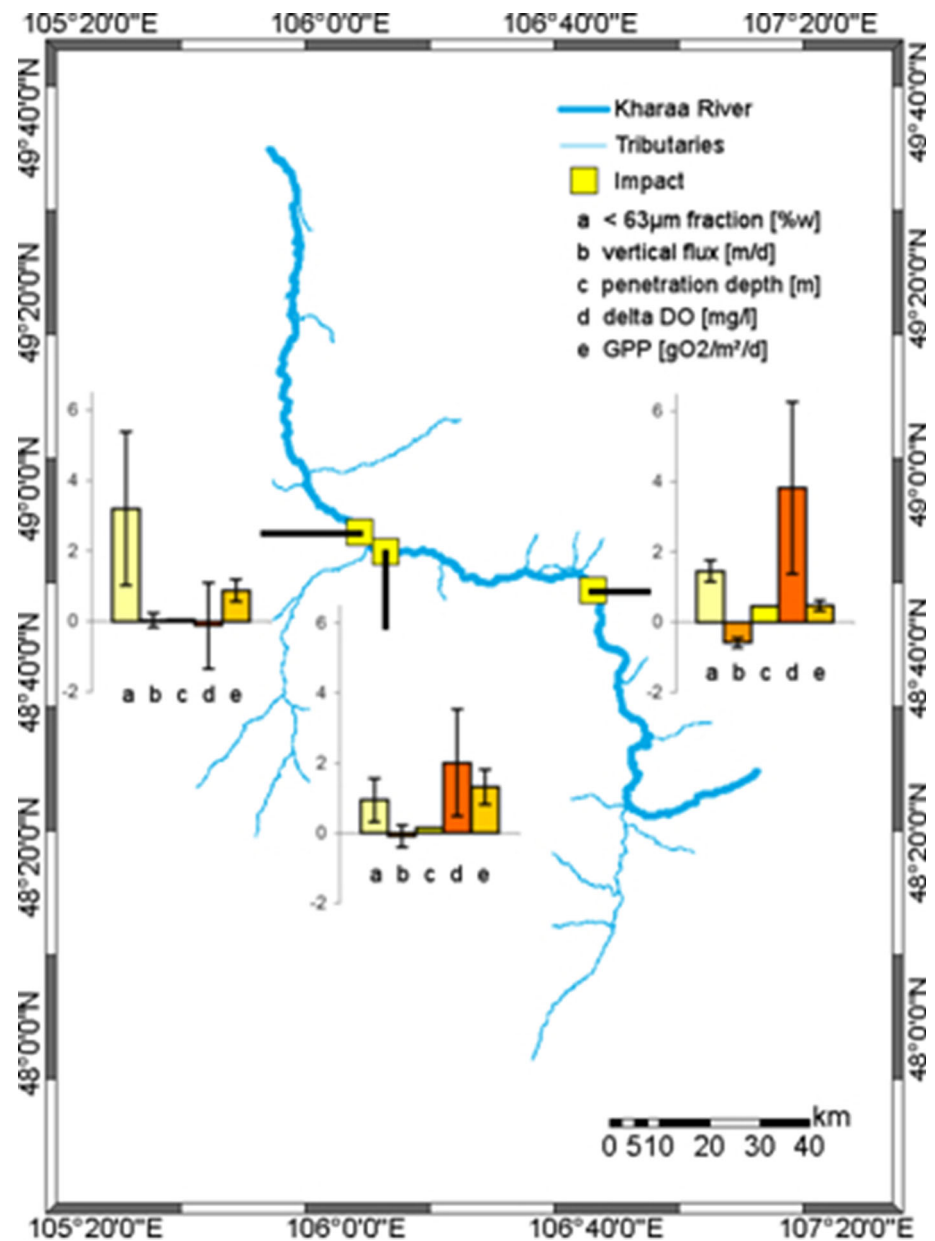 105°20'0"E 106°0'0"E 106°40'0"E 107°20'0"E
49°40'0"N 49°40'0"N
Kharaa River
Tributaries
Impact
a < 63µm fraction [%w]
b vertical flux [m/d]
c penetration depth [m]
d delta DO [mg/l]
e GPP [gO2/m²/d]
49°20'0"N 49°20'0"N
49°0'0"N 49°0'0"N
6
4
2
0
-2
a b c d e
6
4
2
0
-2
a b c d e
6
4
2
0
-2
a b c d e
48°40'0"N 48°40'0"N
48°20'0"N 48°20'0"N
48°0'0"N 48°0'0"N
km
0 5 10 20 30 40
105°20'0"E 106°0'0"E 106°40'0"E 107°20'0"E